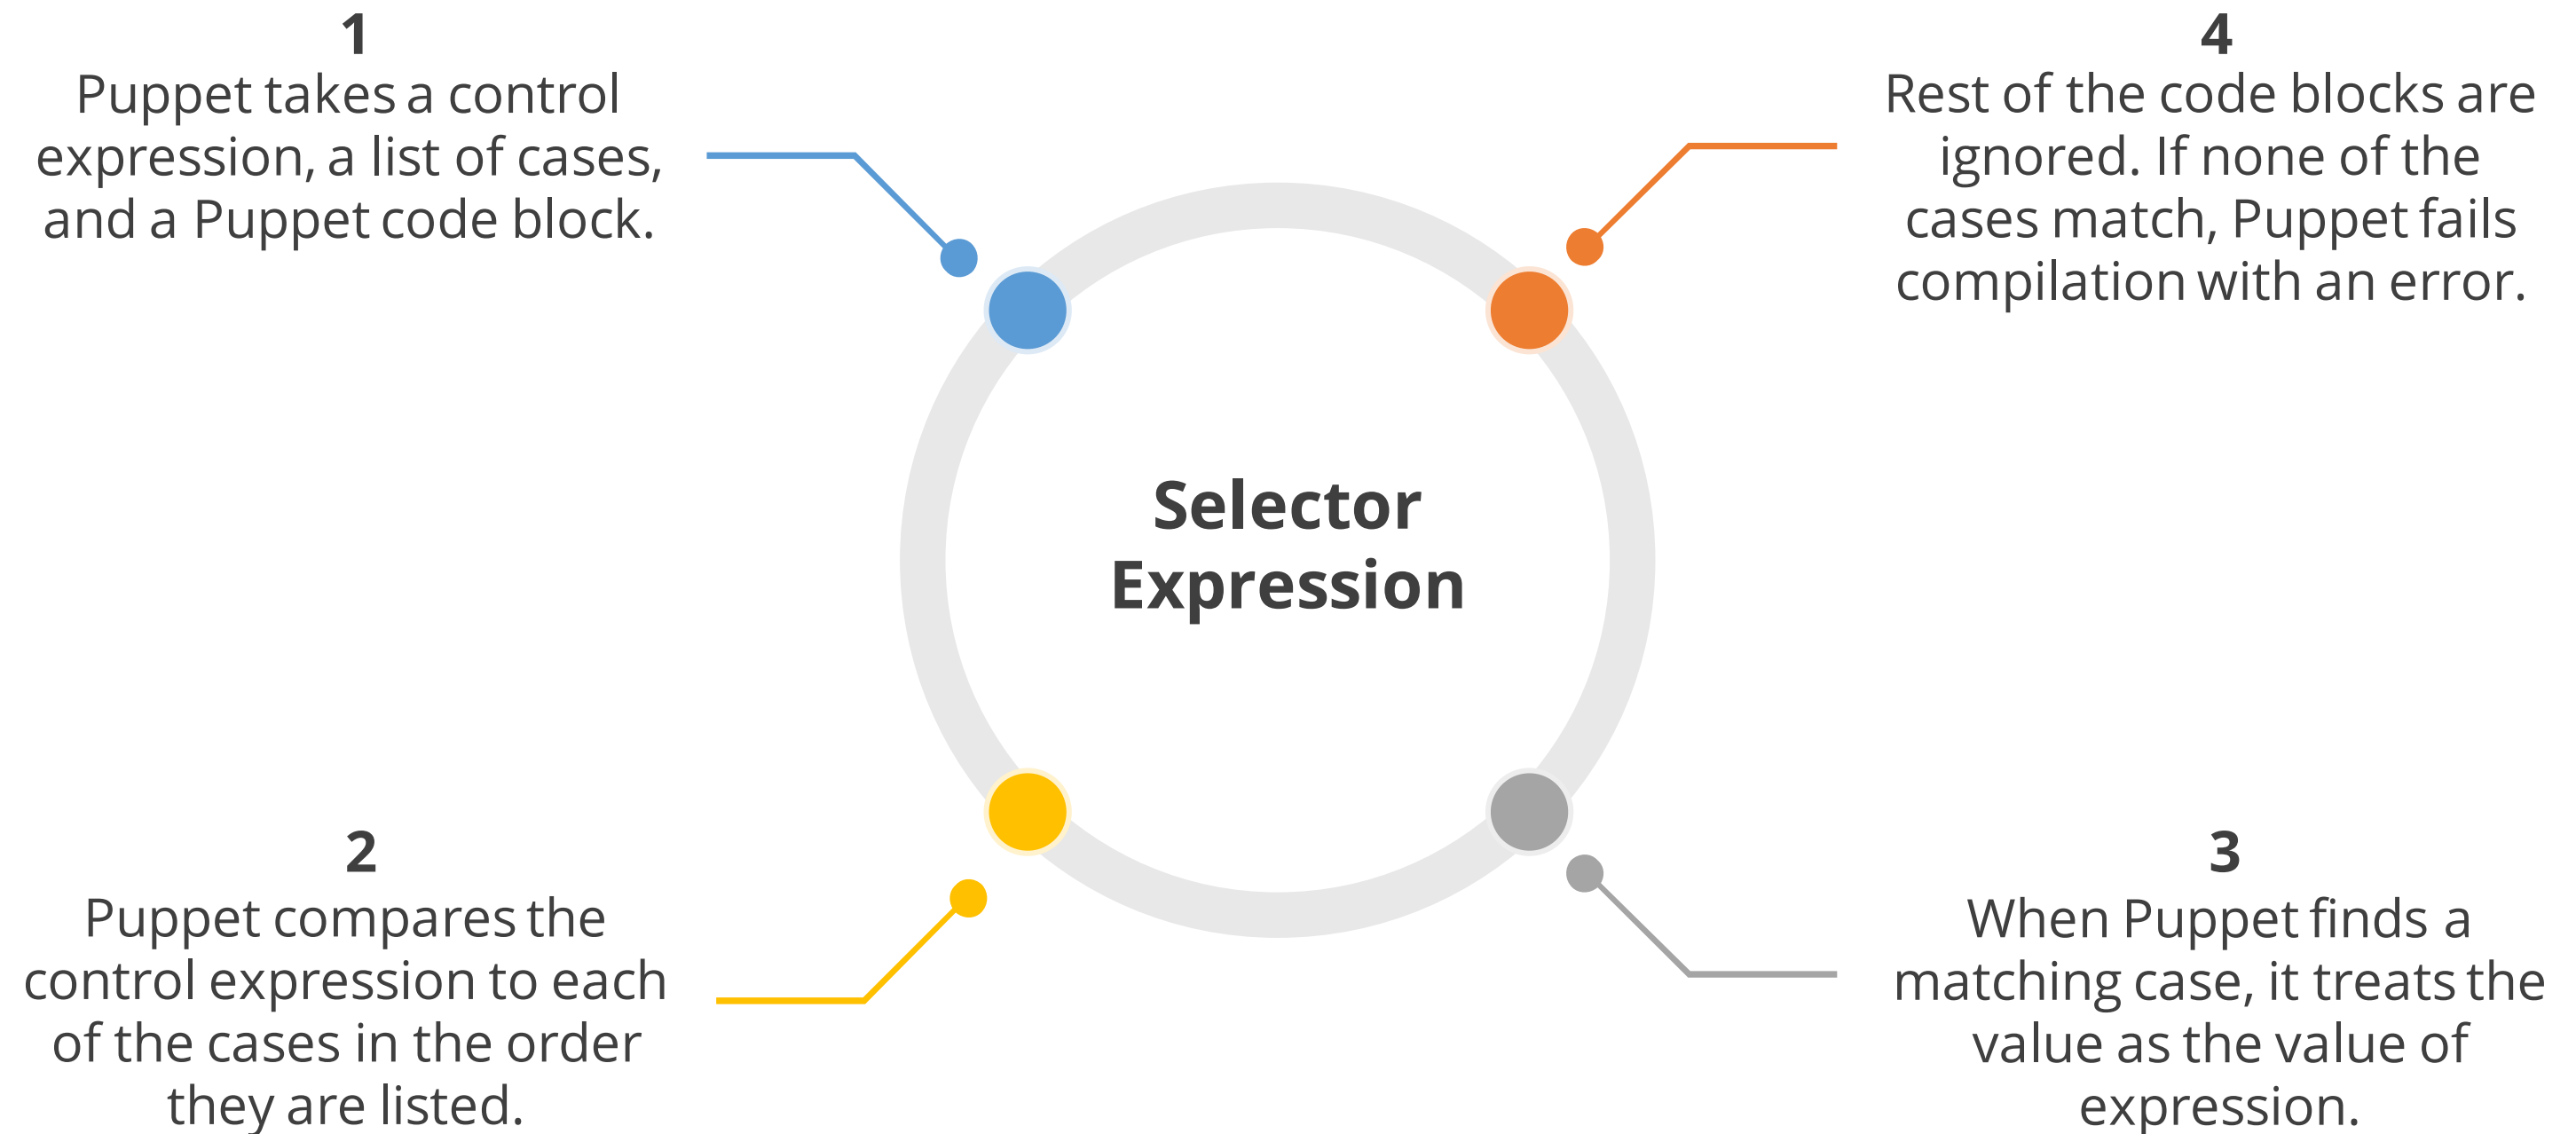 1
Puppet takes a control
expression, a list of cases,
and a Puppet code block.
2
Puppet compares the
control expression to each
of the cases in the order
they are listed.
Selector
Expression
3
When Puppet finds a
matching case, it treats the
value as the value of
expression.
4
Rest of the code blocks are
ignored. If none of the
cases match, Puppet fails
compilation with an error.